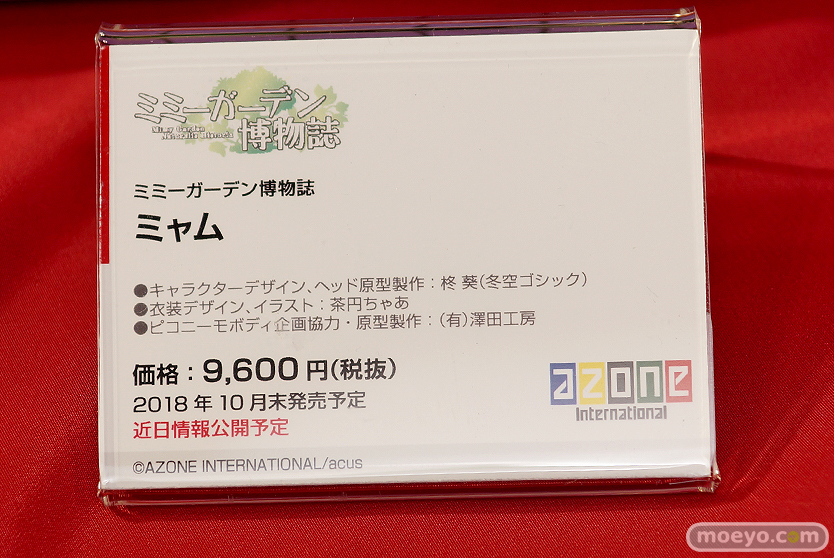 ミミーガーデン
Mimy Garden
Naturalis Historia
博物誌
ミミーガーデン博物誌
ミャム
●キャラクターデザイン、ヘッド原型製作：柊 葵(冬空ゴシック)
●衣装デザイン、イラスト：茶円ちゃあ
●ピコニーモボディ企画協力・原型製作：(有)澤田工房
価格：9,600円(税抜)
2018年10月末発売予定
近日情報公開予定
azone
International
©AZONE INTERNATIONAL/acus
moeyo.com